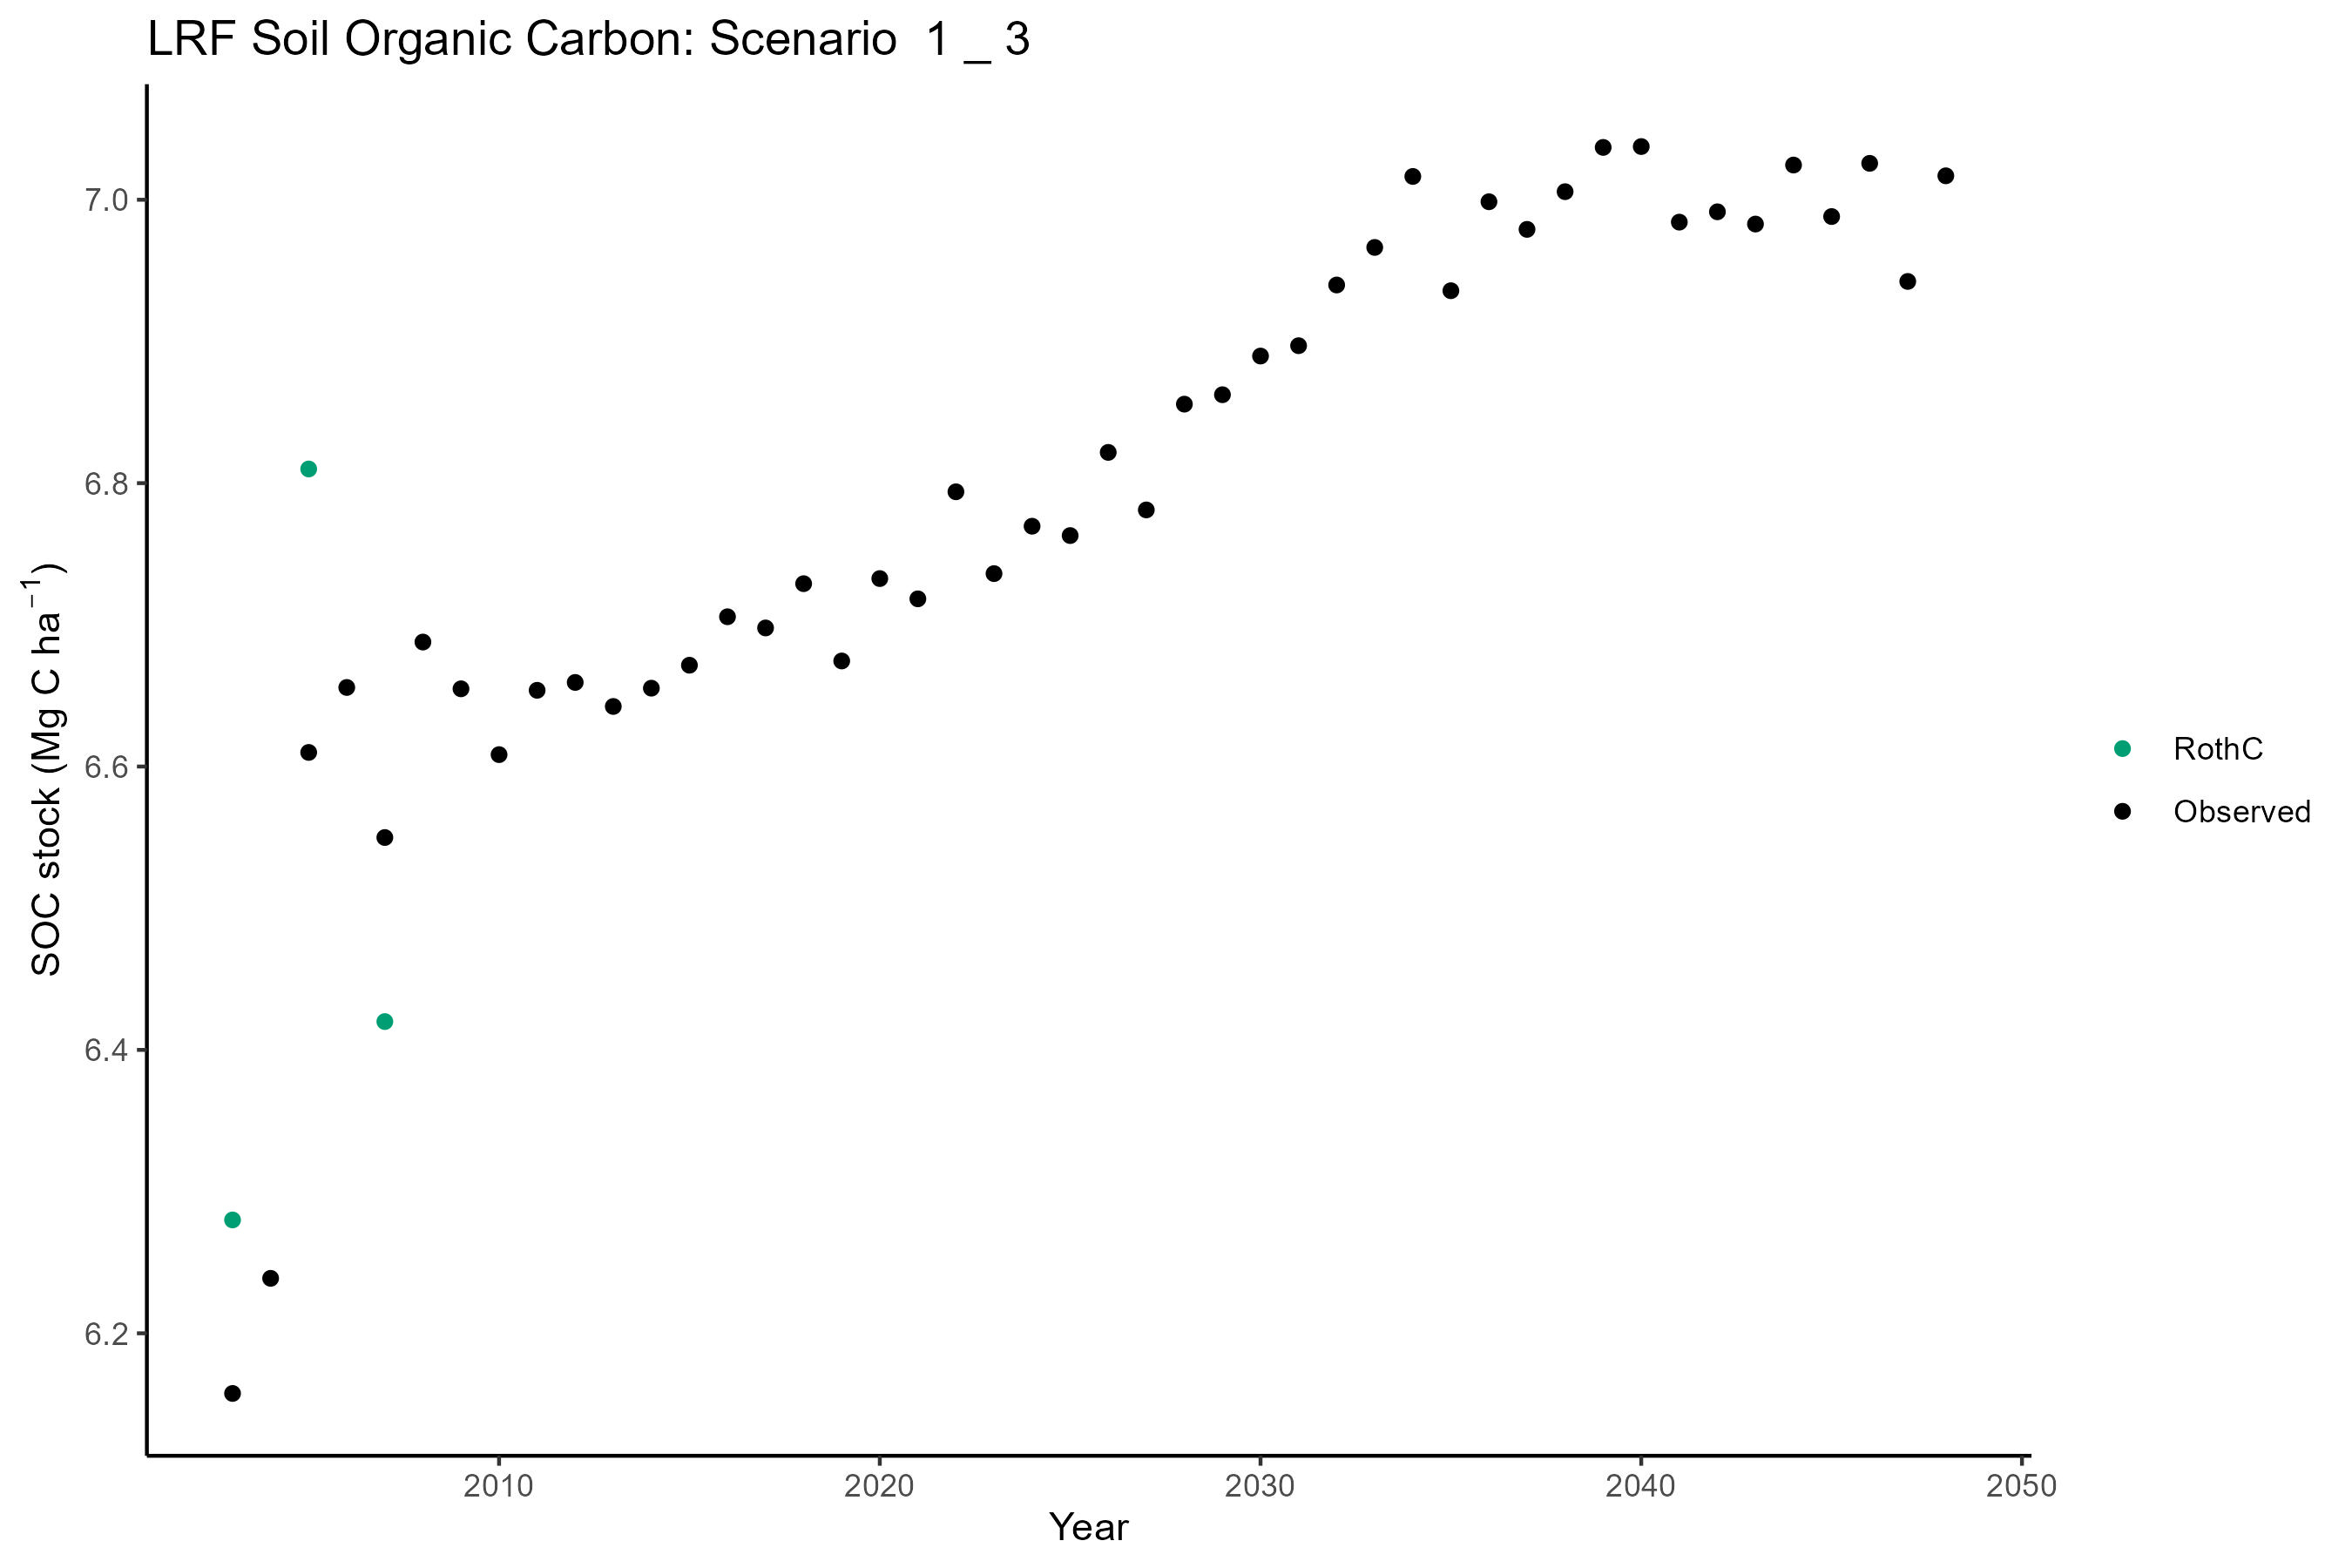 LRF Soil Organic Carbon: Scenario 1 _ 3
SOC stock (Mg C ha⁻¹)
7.0
6.8
6.6
6.4
6.2
2010 2020 2030 2040 2050
Year
RothC
Observed